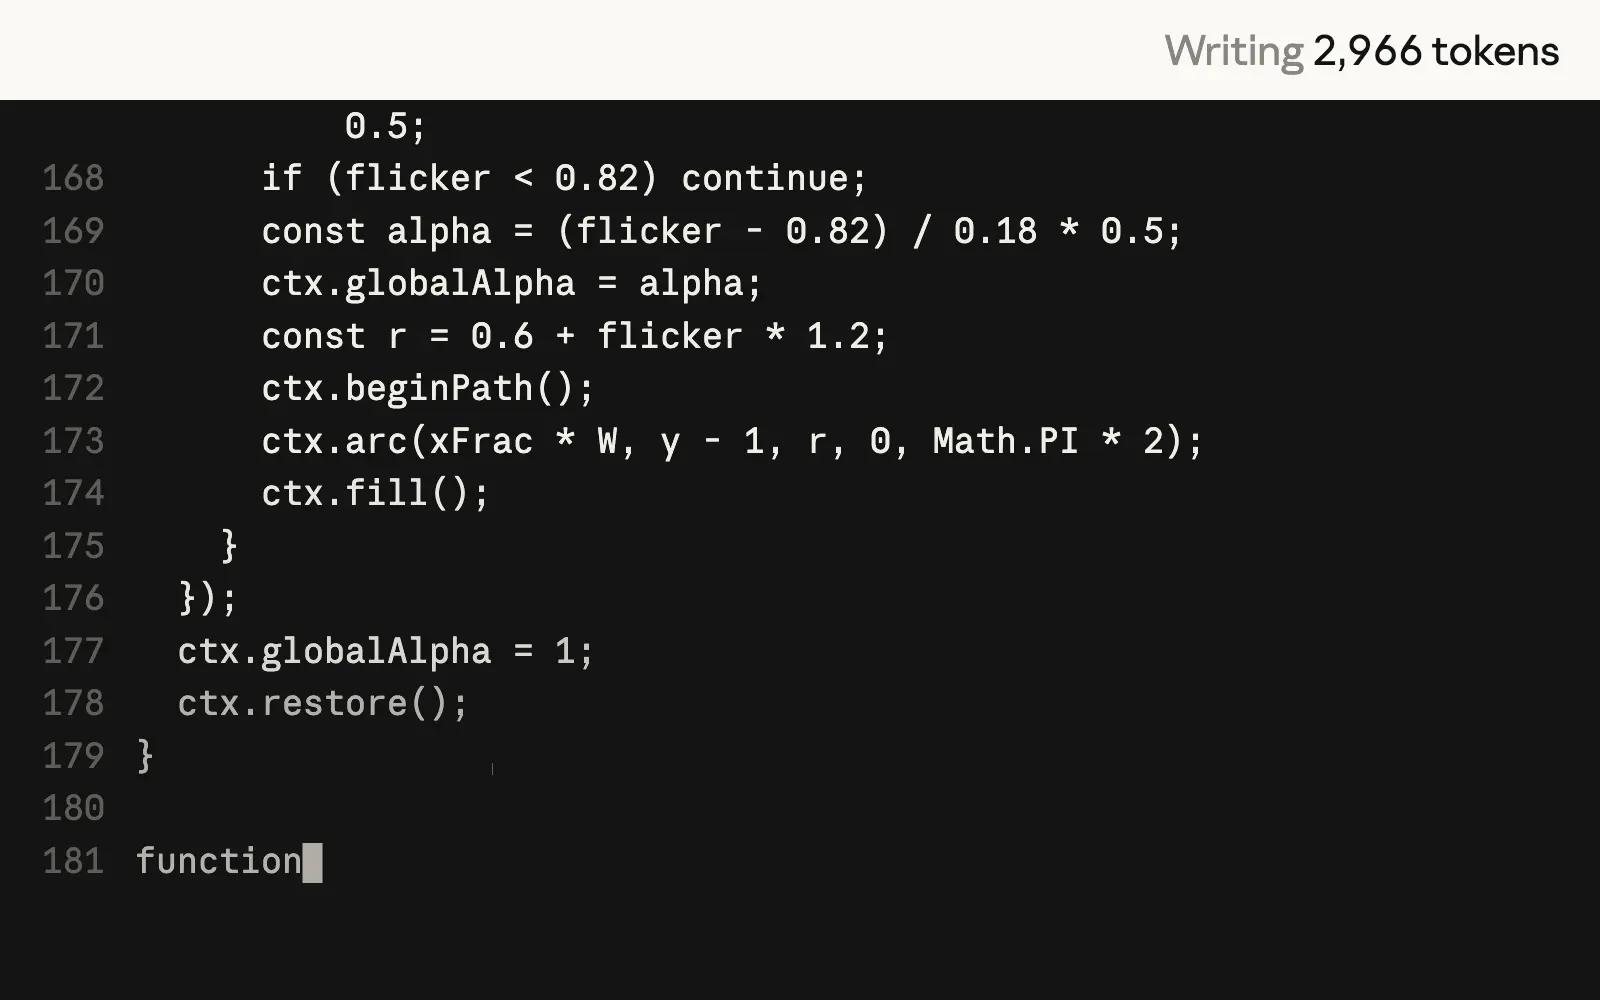 Writing 2,966 tokens
0.5;
168 if (flicker < 0.82) continue;
169 const alpha = (flicker - 0.82) / 0.18 * 0.5;
170 ctx.globalAlpha = alpha;
171 const r = 0.6 + flicker * 1.2;
172 ctx.beginPath();
173 ctx.arc(xFrac * W, y - 1, r, 0, Math.PI * 2);
174 ctx.fill();
175 }
176 });
177 ctx.globalAlpha = 1;
178 ctx.restore();
179 }
180
181 function